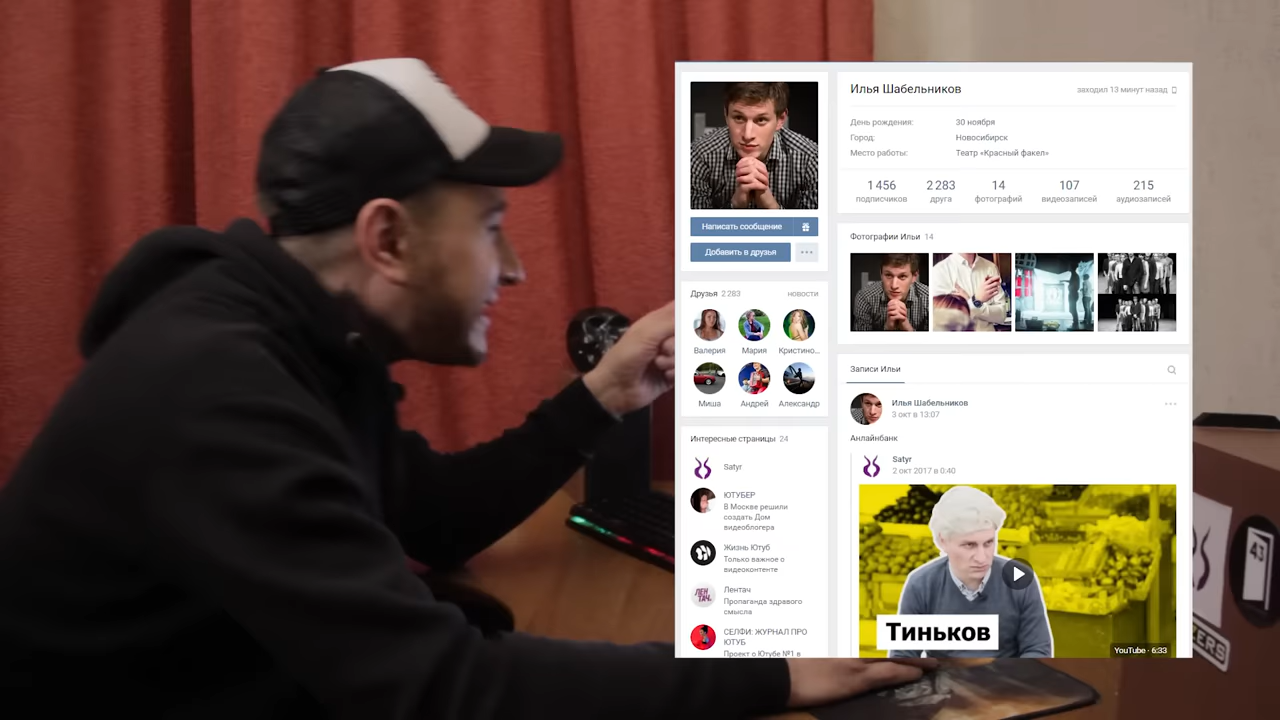 Илья Шабельников
заходил 13 минут назад
День рождения: 30 ноября
Город: Новосибирск
Место работы: Театр «Красный факел»
1 456 2 283 14 107 215
подписчиков друга фотографий видеозаписей аудиозаписей
Написать сообщение
Добавить в друзья
Друзья 2 283 новости
Валерия Мария Кристино...
Миша Андрей Александр
Интересные страницы 24
Satyr
ЮТУБЕР
В Москве решили
создать Дом
видеоблогера
Жизнь Ютуб
Только важное о
видеоконтенте
ЛЕН
ТАЧ
Лентач
Пропаганда здравого
смысла
СЕЛФИ: ЖУРНАЛ ПРО
ЮТУБ
Проект о Ютубе №1 в
Фотографии Ильи 14
Записи Ильи
Илья Шабельников
3 окт в 13:07
Анлайнбанк
Satyr
2 окт 2017 в 0:40
Тиньков
YouTube · 6:33
43